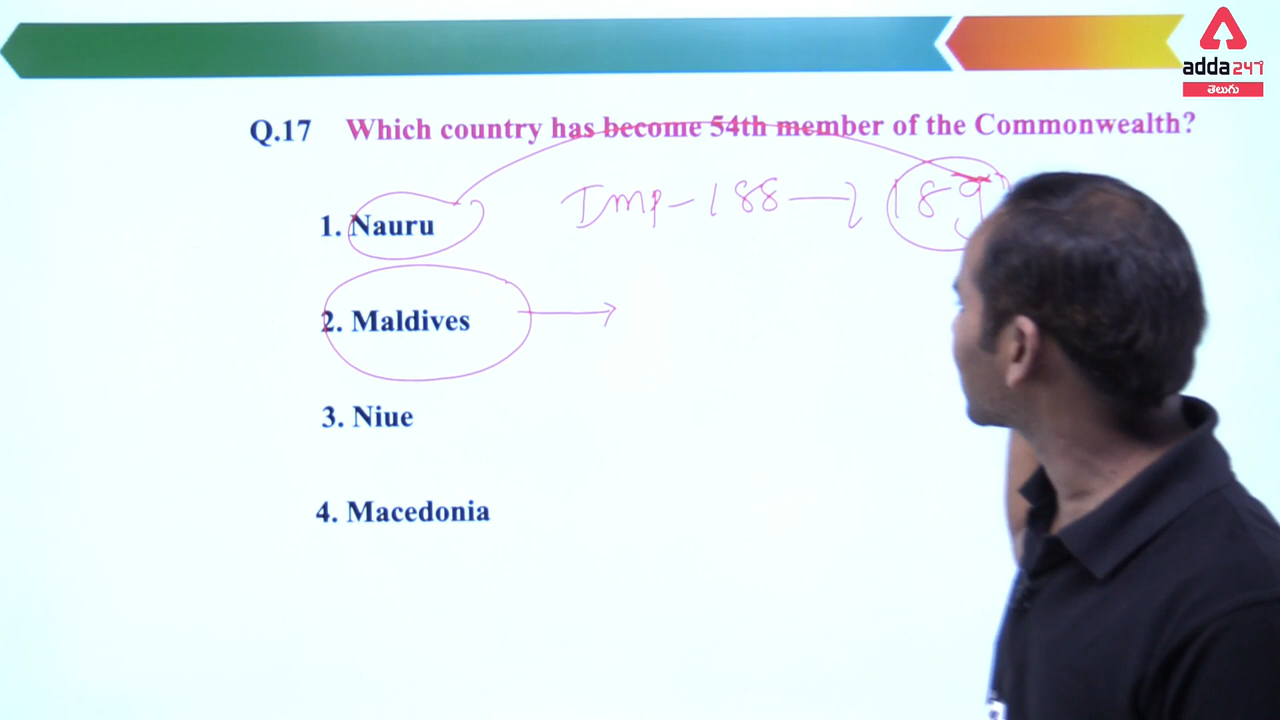 adda247
తెలుగు
Q.17 Which country has become 54th member of the Commonwealth?
Imp - 188 → 189
1. Nauru
2. Maldives
3. Niue
4. Macedonia